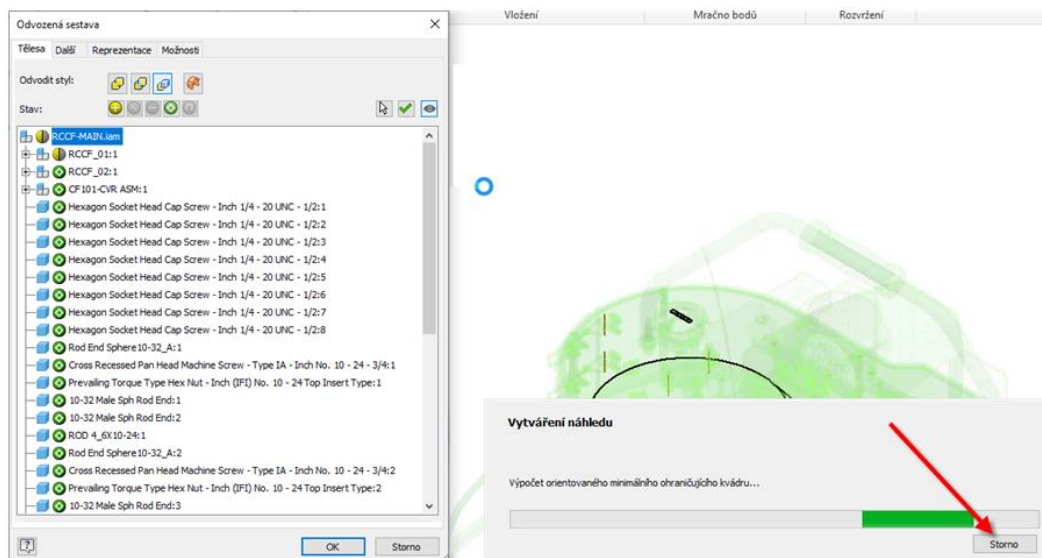 Odvozená sestava
Tělesa Další Reprezentace Možnosti
Odvodit styl:
Stav:
RCCF-MAIN.iam
RCCF_01:1
RCCF_02:1
CF101-CVR ASM:1
Hexagon Socket Head Cap Screw - Inch 1/4 - 20 UNC - 1/2:1
Hexagon Socket Head Cap Screw - Inch 1/4 - 20 UNC - 1/2:2
Hexagon Socket Head Cap Screw - Inch 1/4 - 20 UNC - 1/2:3
Hexagon Socket Head Cap Screw - Inch 1/4 - 20 UNC - 1/2:4
Hexagon Socket Head Cap Screw - Inch 1/4 - 20 UNC - 1/2:5
Hexagon Socket Head Cap Screw - Inch 1/4 - 20 UNC - 1/2:6
Hexagon Socket Head Cap Screw - Inch 1/4 - 20 UNC - 1/2:7
Hexagon Socket Head Cap Screw - Inch 1/4 - 20 UNC - 1/2:8
Rod End Sphere10-32_A:1
Cross Recessed Pan Head Machine Screw - Type IA - Inch No. 10 - 24 - 3/4:1
Prevailing Torque Type Hex Nut - Inch (IFI) No. 10 - 24 Top Insert Type:1
10-32 Male Sph Rod End:1
10-32 Male Sph Rod End:2
ROD 4_6X10-24:1
Rod End Sphere10-32_A:2
Cross Recessed Pan Head Machine Screw - Type IA - Inch No. 10 - 24 - 3/4:2
Prevailing Torque Type Hex Nut - Inch (IFI) No. 10 - 24 Top Insert Type:2
10-32 Male Sph Rod End:3
OK Storno
Vložení Mračno bodů Rozvržení
Vytváření náhledu
Výpočet orientovaného minimálního ohraničujícího kvádru...
Storno